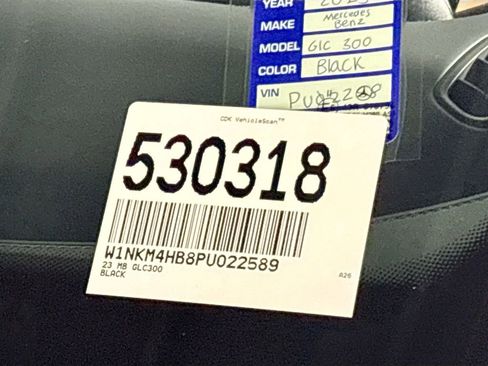 YEAR
MAKE Mercedes Benz
MODEL GLC 300
COLOR Black
VIN
CDK VehicleScan™
530318
W1NKM4HB8PU022589
23 MB GLC300
BLACK
A26